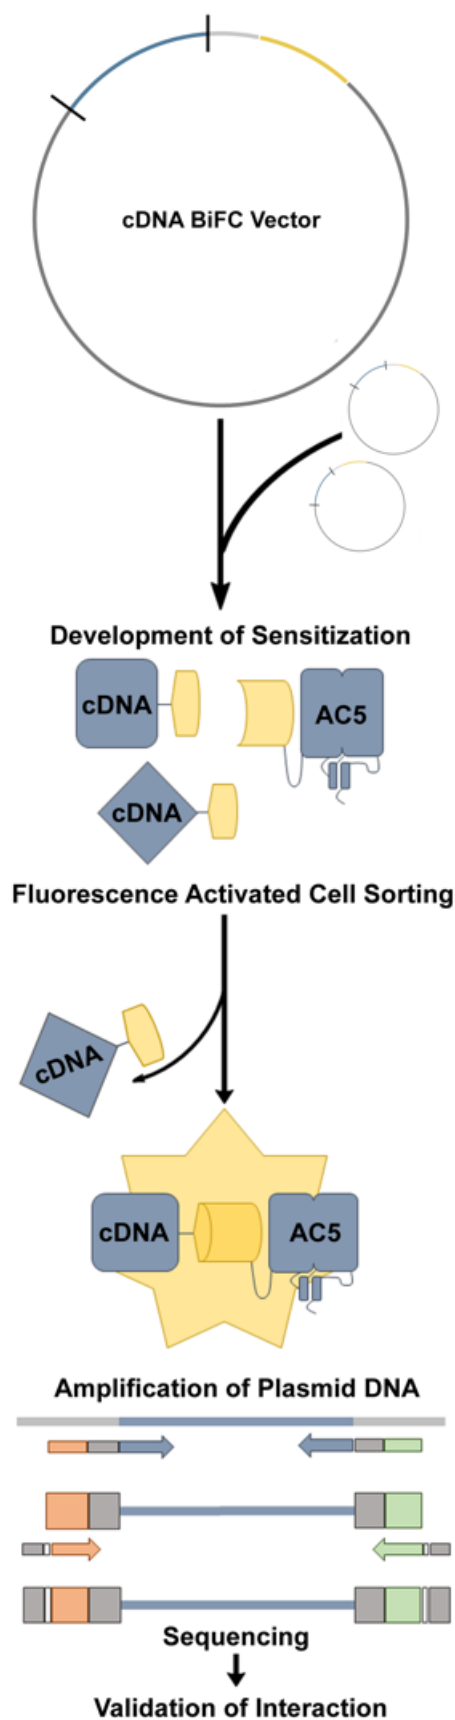 cDNA BiFC Vector
Development of Sensitization
cDNA
AC5
cDNA
Fluorescence Activated Cell Sorting
cDNA
cDNA
AC5
Amplification of Plasmid DNA
Sequencing
Validation of Interaction